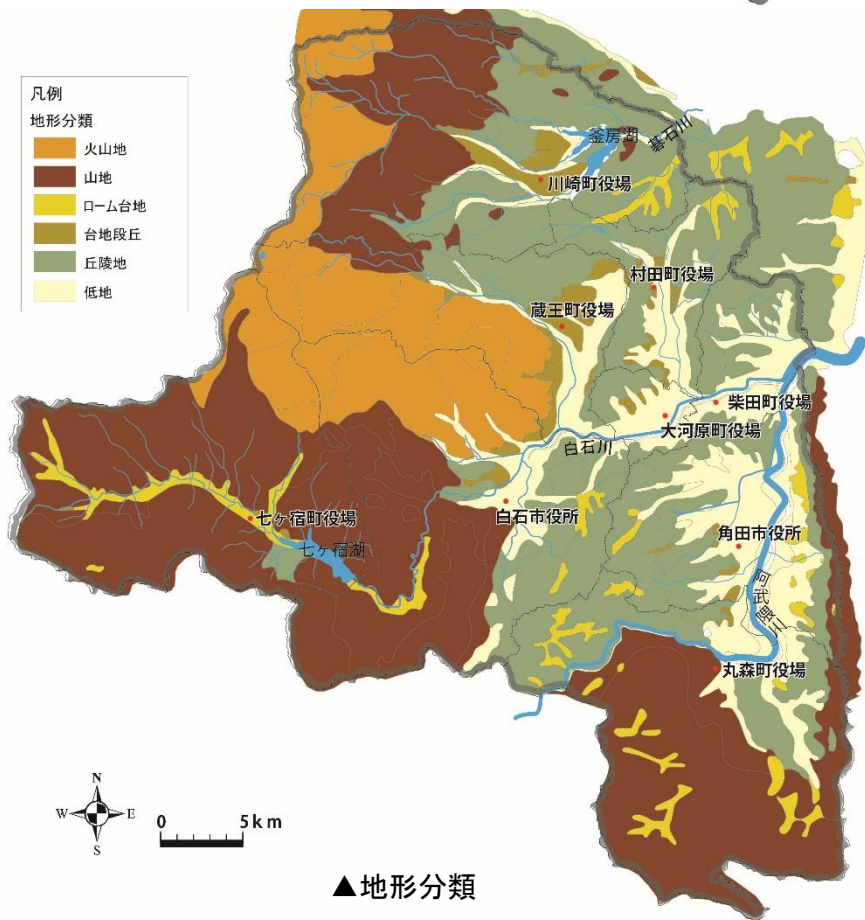 凡例
地形分類
火山地
山地
ローム台地
台地段丘
丘陵地
低地
釜房湖
碁石川
川崎町役場
村田町役場
蔵王町役場
柴田町役場
大河原町役場
白石川
白石市役所
七ヶ宿町役場
七ヶ宿湖
角田市役所
阿武隈川
丸森町役場
N
W
E
S
0 5km
▲地形分類